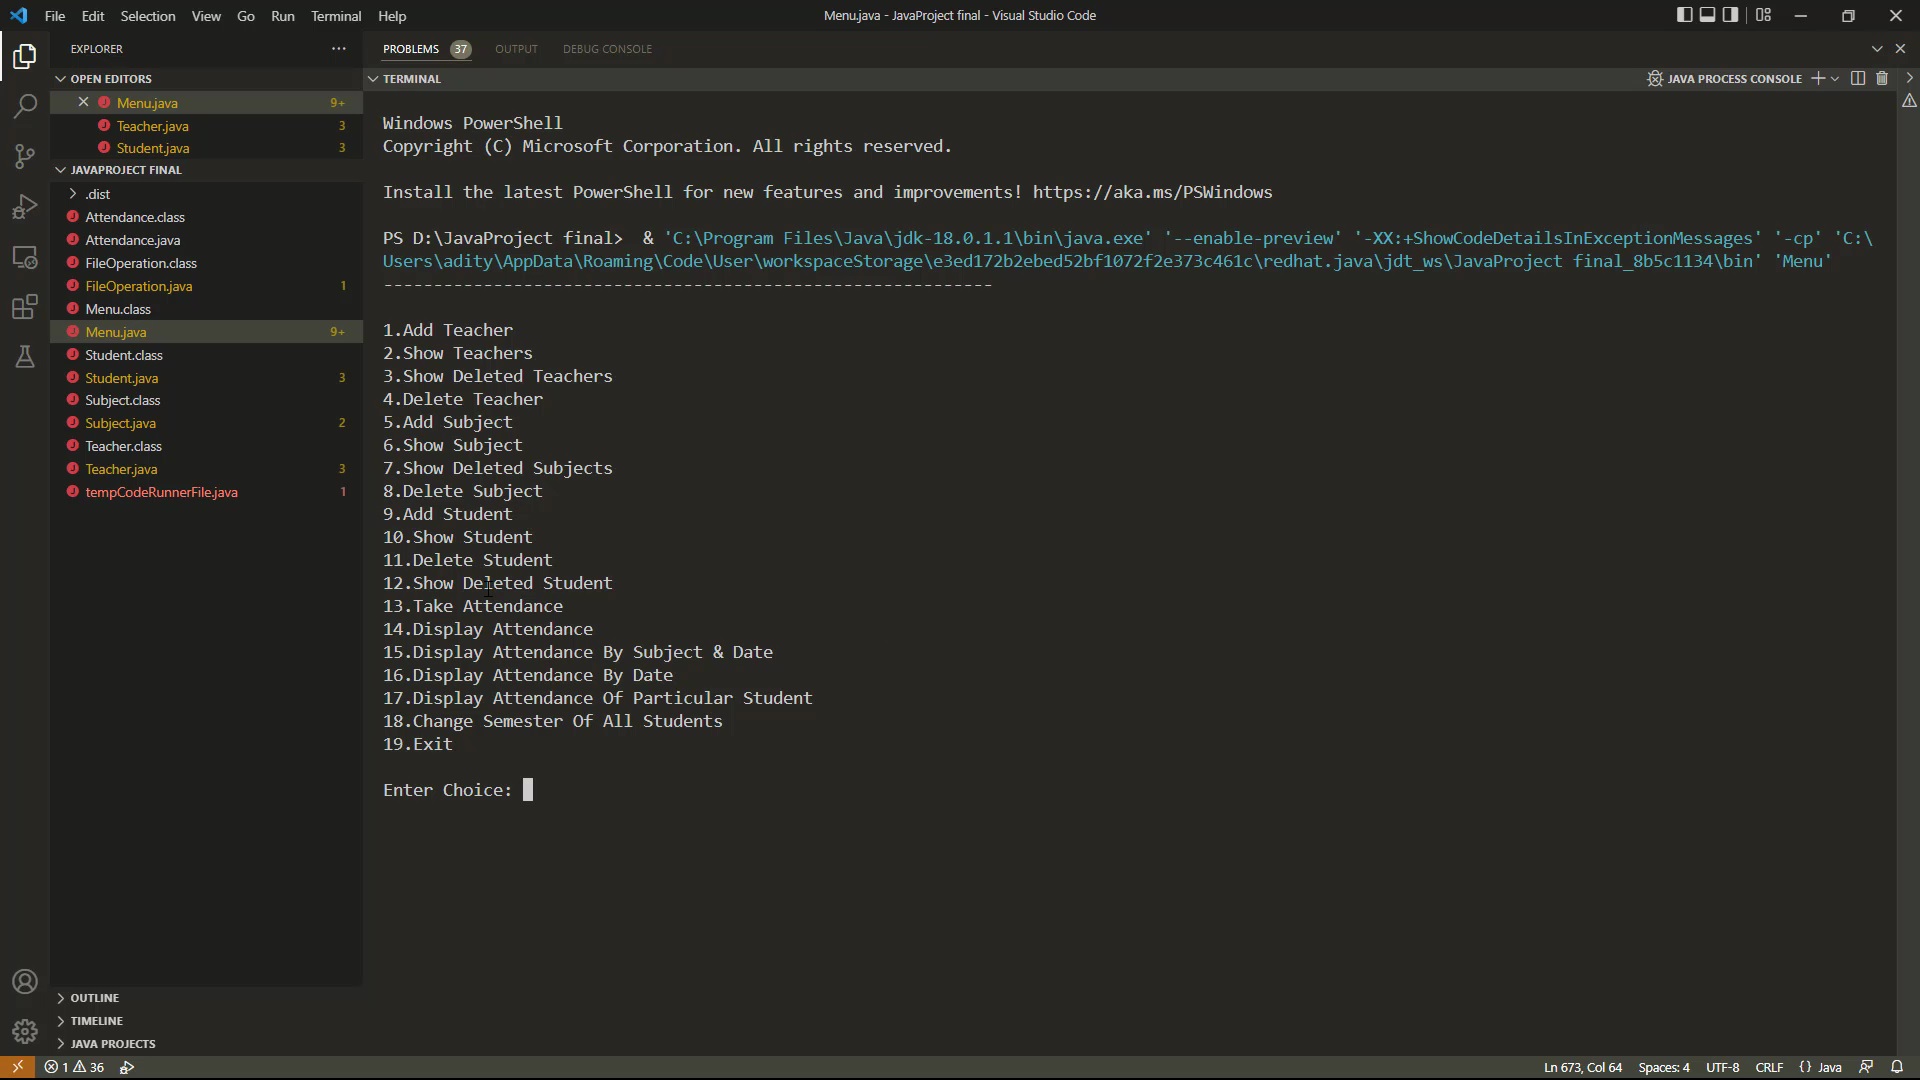 File Edit Selection View Go Run Terminal Help
Menu.java - JavaProject final - Visual Studio Code
EXPLORER
OPEN EDITORS
Menu.java 9+
Teacher.java 3
Student.java 3
JAVAPROJECT FINAL
.dist
Attendance.class
Attendance.java
FileOperation.class
FileOperation.java 1
Menu.class
Menu.java 9+
Student.class
Student.java 3
Subject.class
Subject.java 2
Teacher.class
Teacher.java 3
tempCodeRunnerFile.java 1
OUTLINE
TIMELINE
JAVA PROJECTS
PROBLEMS 37 OUTPUT DEBUG CONSOLE
TERMINAL
JAVA PROCESS CONSOLE
Windows PowerShell
Copyright (C) Microsoft Corporation. All rights reserved.
Install the latest PowerShell for new features and improvements! https://aka.ms/PSWindows
PS D:\JavaProject final>  & 'C:\Program Files\Java\jdk-18.0.1.1\bin\java.exe' '--enable-preview' '-XX:+ShowCodeDetailsInExceptionMessages' '-cp' 'C:\
Users\adity\AppData\Roaming\Code\User\workspaceStorage\e3ed172b2ebed52bf1072f2e373c461c\redhat.java\jdt_ws\JavaProject final_8b5c1134\bin' 'Menu'
-------------------------------------------------------------
1.Add Teacher
2.Show Teachers
3.Show Deleted Teachers
4.Delete Teacher
5.Add Subject
6.Show Subject
7.Show Deleted Subjects
8.Delete Subject
9.Add Student
10.Show Student
11.Delete Student
12.Show Deleted Student
13.Take Attendance
14.Display Attendance
15.Display Attendance By Subject & Date
16.Display Attendance By Date
17.Display Attendance Of Particular Student
18.Change Semester Of All Students
19.Exit
Enter Choice:
1 36
Ln 673, Col 64 Spaces: 4 UTF-8 CRLF {} Java